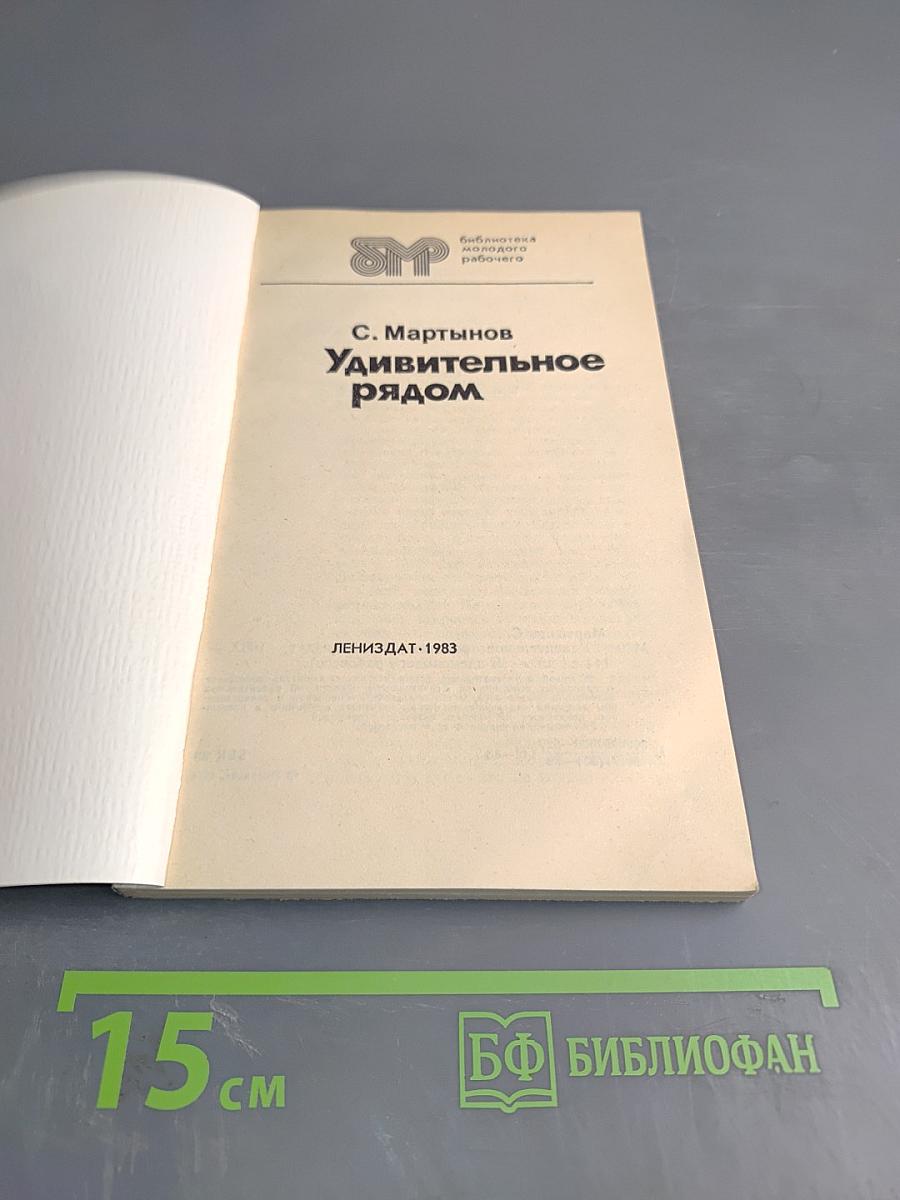 бмр
библиотека
молодого
рабочего
С. Мартынов
Удивительное
рядом
ЛЕНИЗДАТ·1983
15 см
БФ БИБЛИОФАН